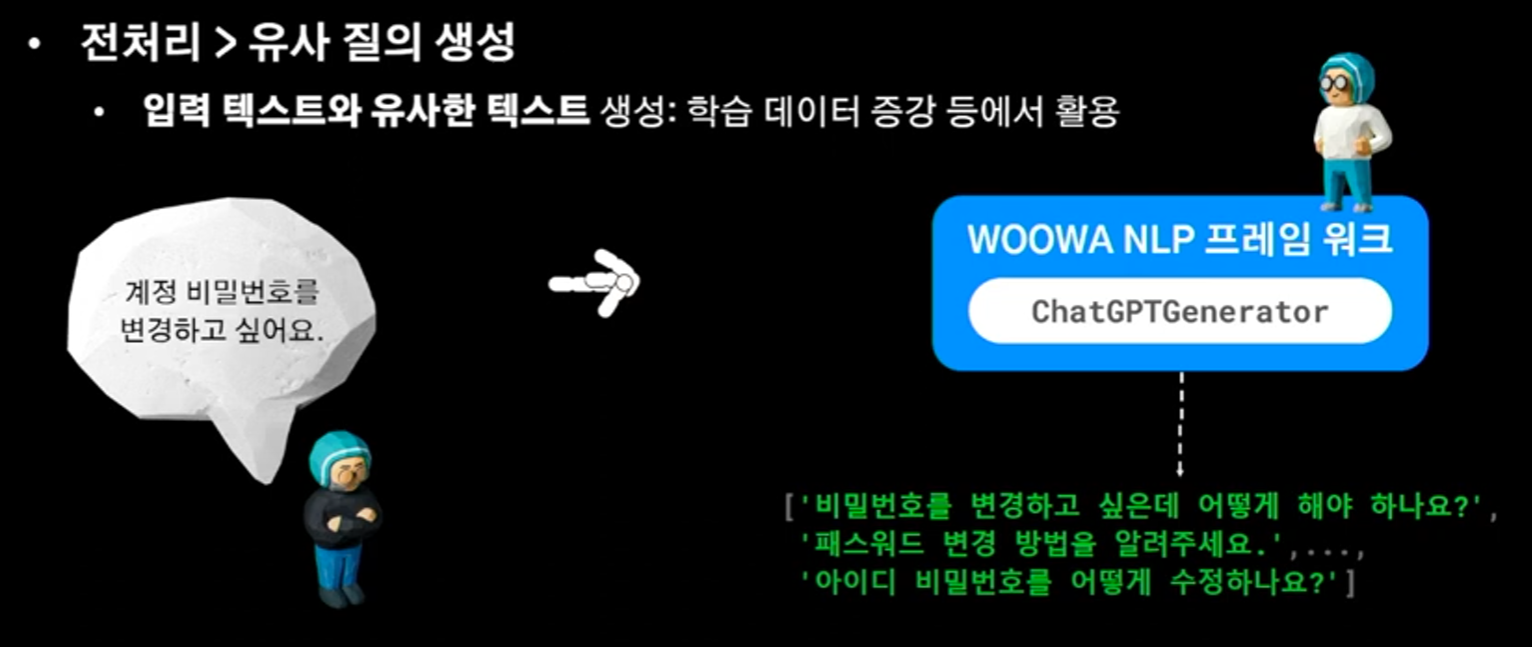 • 전처리 > 유사 질의 생성
• 입력 텍스트와 유사한 텍스트 생성: 학습 데이터 증강 등에서 활용
계정 비밀번호를
변경하고 싶어요.
WOOWA NLP 프레임 워크
ChatGPTGenerator
['비밀번호를 변경하고 싶은데 어떻게 해야 하나요?',
'패스워드 변경 방법을 알려주세요.',...,
'아이디 비밀번호를 어떻게 수정하나요?']